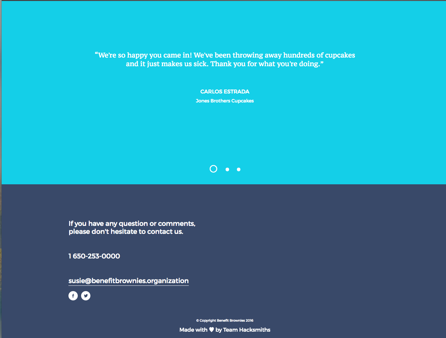 “We're so happy you came in! We've been throwing away hundreds of cupcakes
and it just makes us sick. Thank you for what you're doing.”
CARLOS ESTRADA
Jones Brothers Cupcakes
If you have any question or comments,
please don't hesitate to contact us.
1 650-253-0000
susie@benefitbrownies.organization
© Copyright Benefit Brownies 2016.
Made with ♥ by Team Hacksmiths